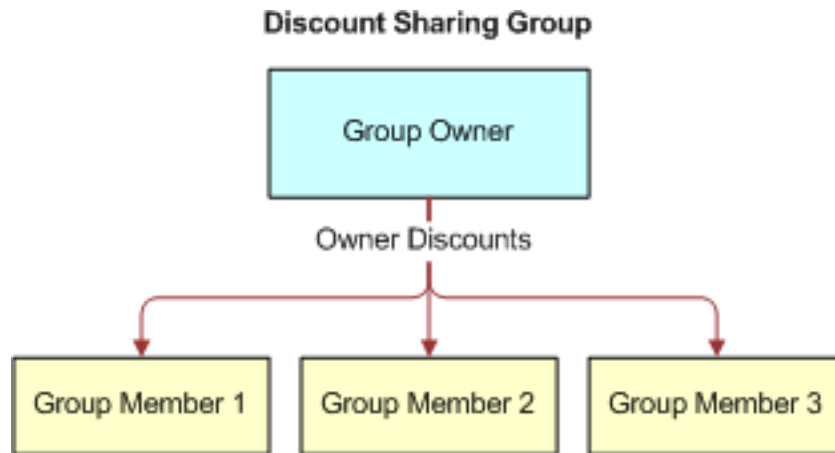 Discount Sharing Group
Group Owner
Owner Discounts
Group Member 1
Group Member 2
Group Member 3